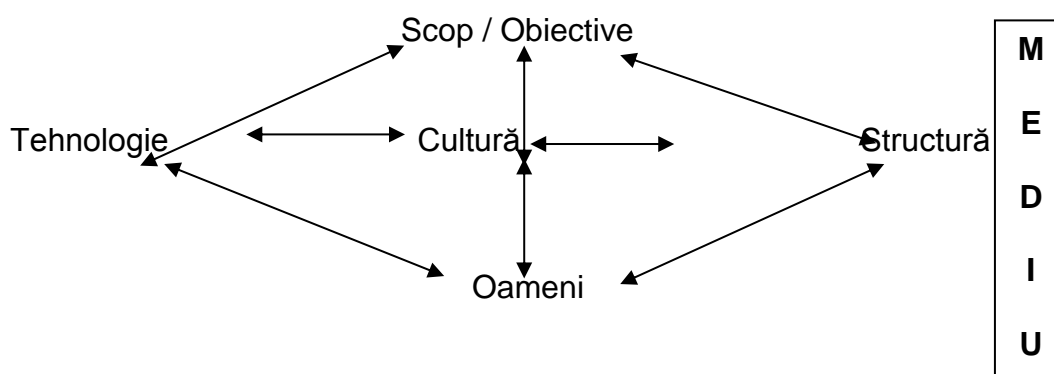 Scop / Obiective
Tehnologie
Cultură
Structură
Oameni
M
E
D
I
U